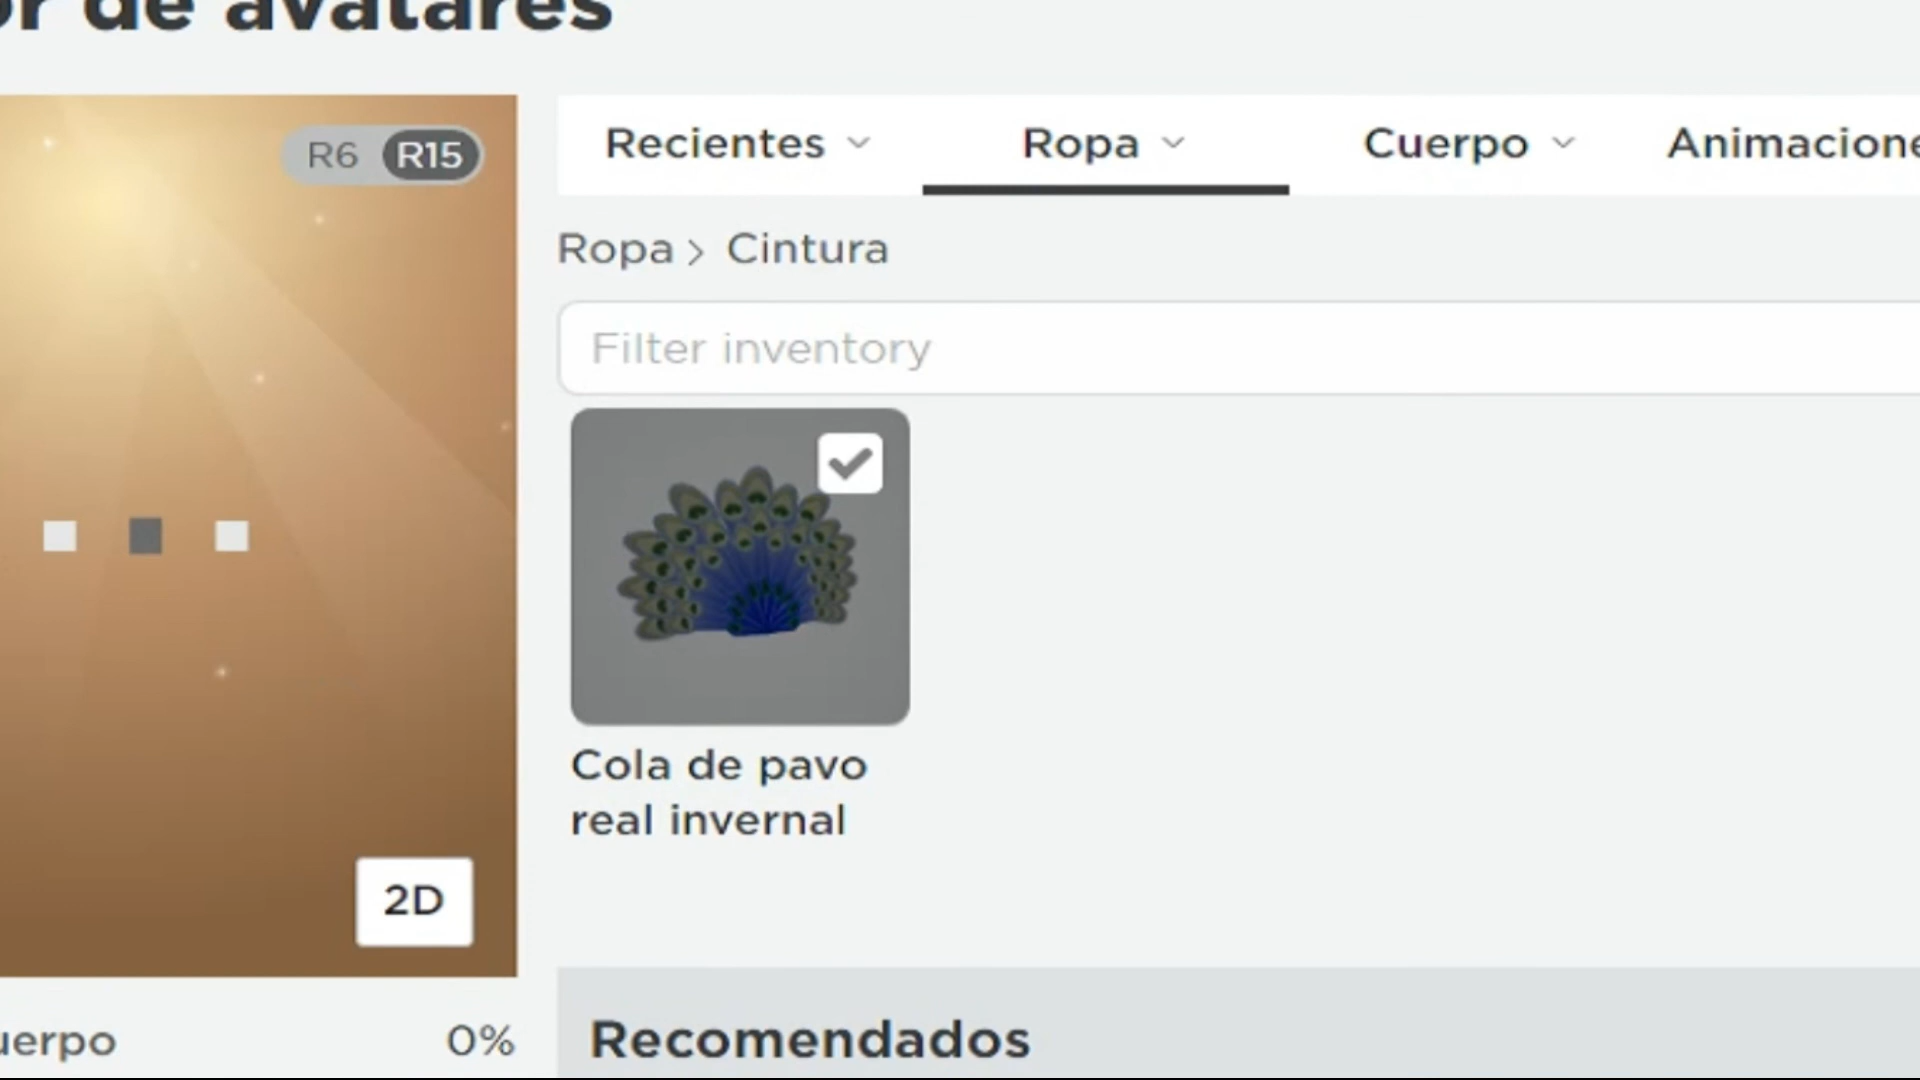 or de avatares
R6 R15
Recientes Ropa Cuerpo Animacione
Ropa > Cintura
Filter inventory
Cola de pavo
real invernal
2D
uerpo 0%
Recomendados